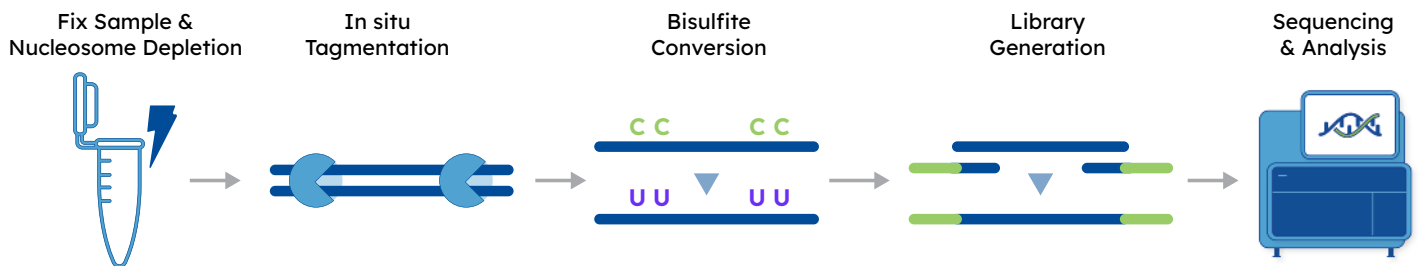 Fix Sample &
Nucleosome Depletion
In situ
Tagmentation
Bisulfite
Conversion
Library
Generation
Sequencing
& Analysis
C C C C
U U U U